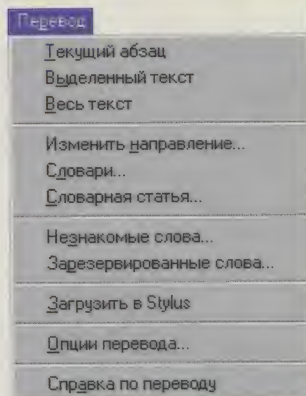 Перевод
Текущий абзац
Выделенный текст
Весь текст
Изменить направление...
Словари...
Словарная статья...
Незнакомые слова...
Зарезервированные слова...
Загрузить в Stylus
Опции перевода...
Справка по переводу